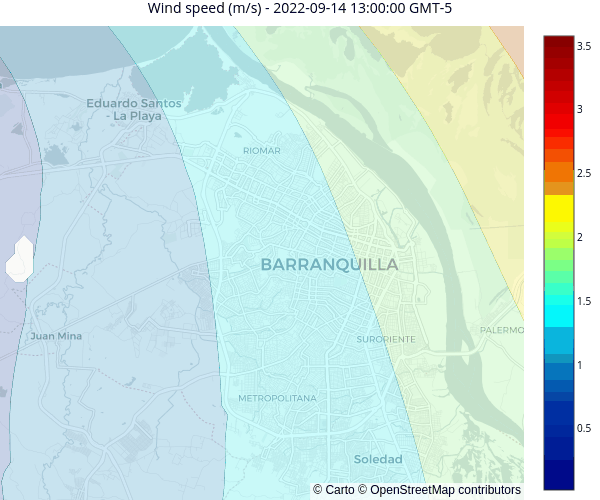 Wind speed (m/s) - 2022-09-14 13:00:00 GMT-5
3.5
3
2.5
2
1.5
1
0.5
Eduardo Santos
- La Playa
RIOMAR
BARRANQUILLA
Juan Mina
SURORIENTE
PALERMO
METROPOLITANA
Soledad
© Carto © OpenStreetMap contributors